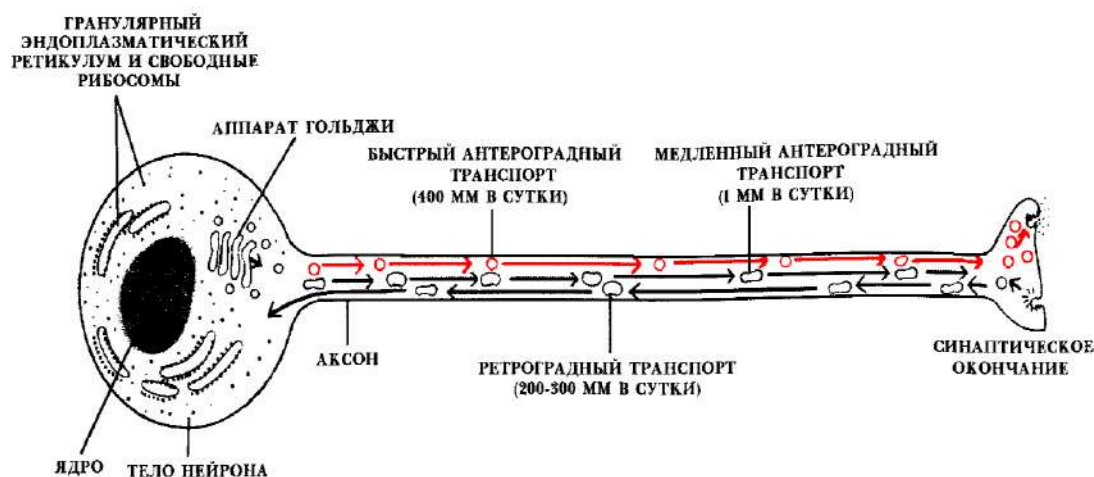 ГРАНУЛЯРНЫЙ
ЭНДОПЛАЗМАТИЧЕСКИЙ
РЕТИКУЛУМ И СВОБОДНЫЕ
РИБОСОМЫ
АППАРАТ ГОЛЬДЖИ
БЫСТРЫЙ АНТЕРОГРАДНЫЙ
ТРАНСПОРТ
(400 ММ В СУТКИ)
МЕДЛЕННЫЙ АНТЕРОГРАДНЫЙ
ТРАНСПОРТ
(1 ММ В СУТКИ)
АКСОН
РЕТРОГРАДНЫЙ ТРАНСПОРТ
(200-300 ММ В СУТКИ)
СИНАПТИЧЕСКОЕ
ОКОНЧАНИЕ
ЯДРО
ТЕЛО НЕЙРОНА